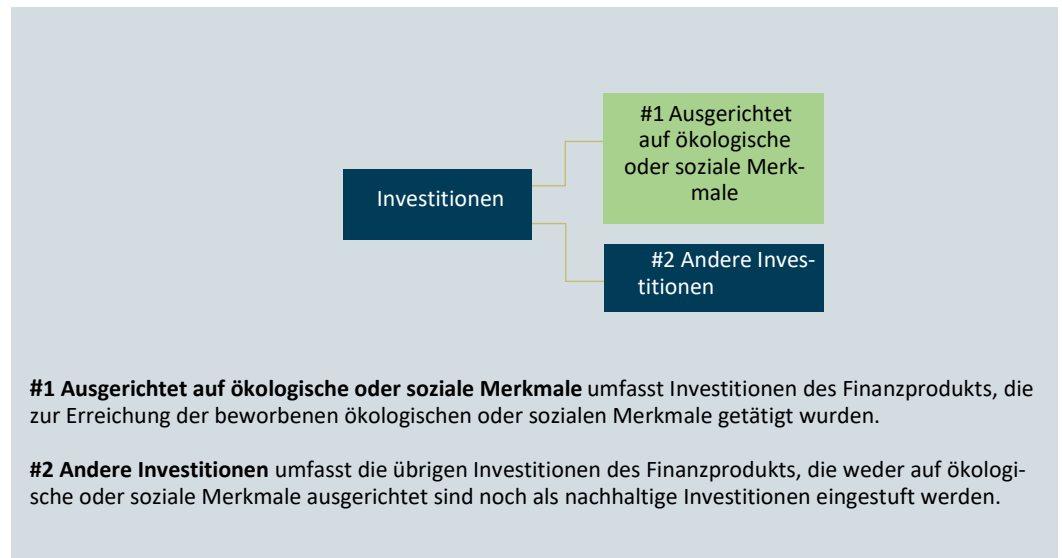 #1 Ausgerichtet
auf ökologische
oder soziale Merk-
male
Investitionen
#2 Andere Inves-
titionen
#1 Ausgerichtet auf ökologische oder soziale Merkmale umfasst Investitionen des Finanzprodukts, die
zur Erreichung der beworbenen ökologischen oder sozialen Merkmale getätigt wurden.
#2 Andere Investitionen umfasst die übrigen Investitionen des Finanzprodukts, die weder auf ökologi-
sche oder soziale Merkmale ausgerichtet sind noch als nachhaltige Investitionen eingestuft werden.